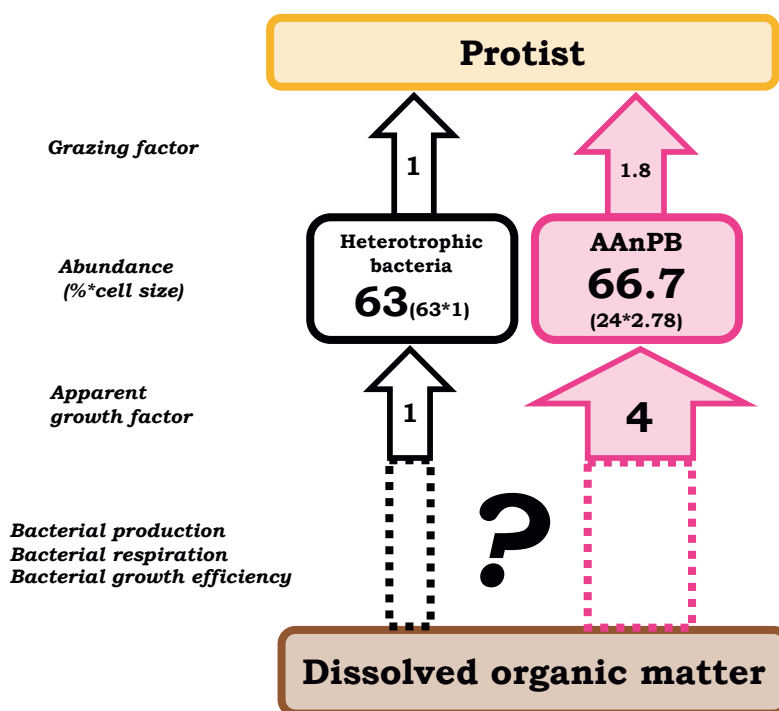 Protist
Grazing factor
1
1.8
Abundance
(%*cell size)
Heterotrophic
bacteria
63(63*1)
AAnPB
66.7
(24*2.78)
Apparent
growth factor
1
4
Bacterial production
Bacterial respiration
Bacterial growth efficiency
?
Dissolved organic matter